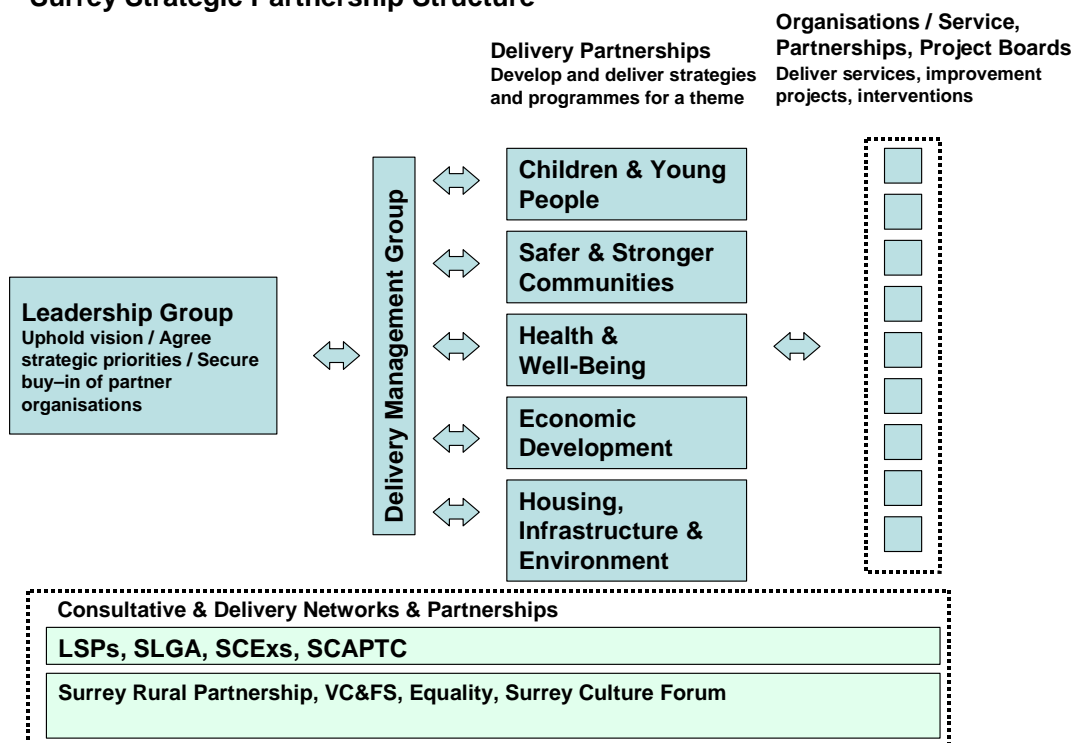 Surrey Strategic Partnership Structure
Organisations / Service,
Partnerships, Project Boards
Deliver services, improvement
projects, interventions
Delivery Partnerships
Develop and deliver strategies
and programmes for a theme
Leadership Group
Uphold vision / Agree
strategic priorities / Secure
buy–in of partner
organisations
Delivery Management Group
Children & Young
People
Safer & Stronger
Communities
Health &
Well-Being
Economic
Development
Housing,
Infrastructure &
Environment
Consultative & Delivery Networks & Partnerships
LSPs, SLGA, SCExs, SCAPTC
Surrey Rural Partnership, VC&FS, Equality, Surrey Culture Forum